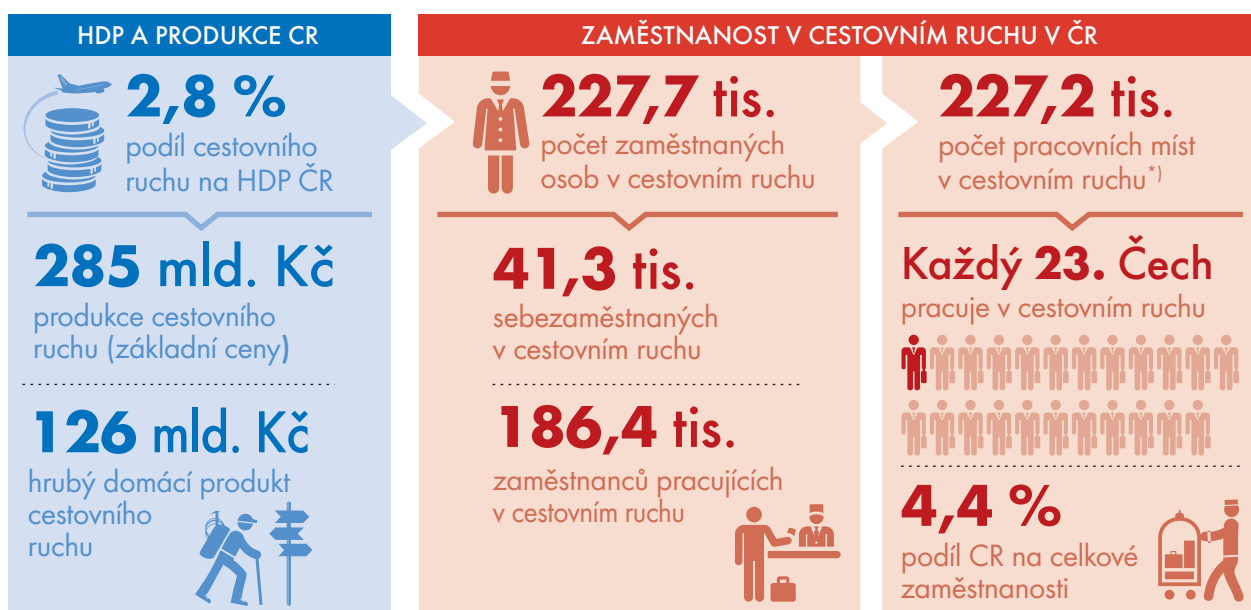 HDP A PRODUKCE CR
2,8 %
podíl cestovního
ruchu na HDP ČR
285 mld. Kč
produkce cestovního
ruchu (základní ceny)
126 mld. Kč
hrubý domácí produkt
cestovního
ruchu
ZAMĚSTNANOST V CESTOVNÍM RUCHU V ČR
227,7 tis.
počet zaměstnaných
osob v cestovním ruchu
41,3 tis.
sebezaměstnaných
v cestovním ruchu
186,4 tis.
zaměstnanců pracujících
v cestovním ruchu
227,2 tis.
počet pracovních míst
v cestovním ruchu*)
Každý 23. Čech
pracuje v cestovním ruchu
4,4 %
podíl CR na celkové
zaměstnanosti